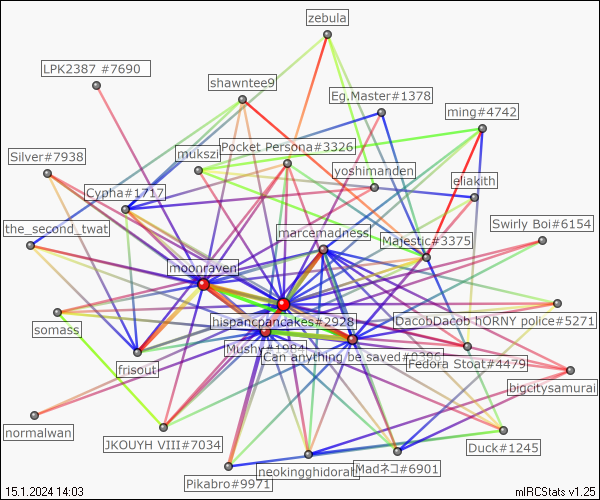 zebula
LPK2387 #7690
shawntee9
Eg.Master#1378
ming#4742
Pocket Persona#3326
mukszi
Silver#7938
yoshimanden
eliakith
Cypha#1717
Swirly Boi#6154
the_second_twat
marcemadness
Majestic#3375
moonraven
hispancpancakes#2928
DacobDacob hORNY police#5271
somass
Mushy#1984
Can anything be saved#0396
Fedora Stoat#4479
frisout
bigcitysamurai
normalwan
JKOUYH VIII#7034
Duck#1245
neokingghidorah
Madネコ#6901
Pikabro#9971
15.1.2024 14:03
mIRCStats v1.25